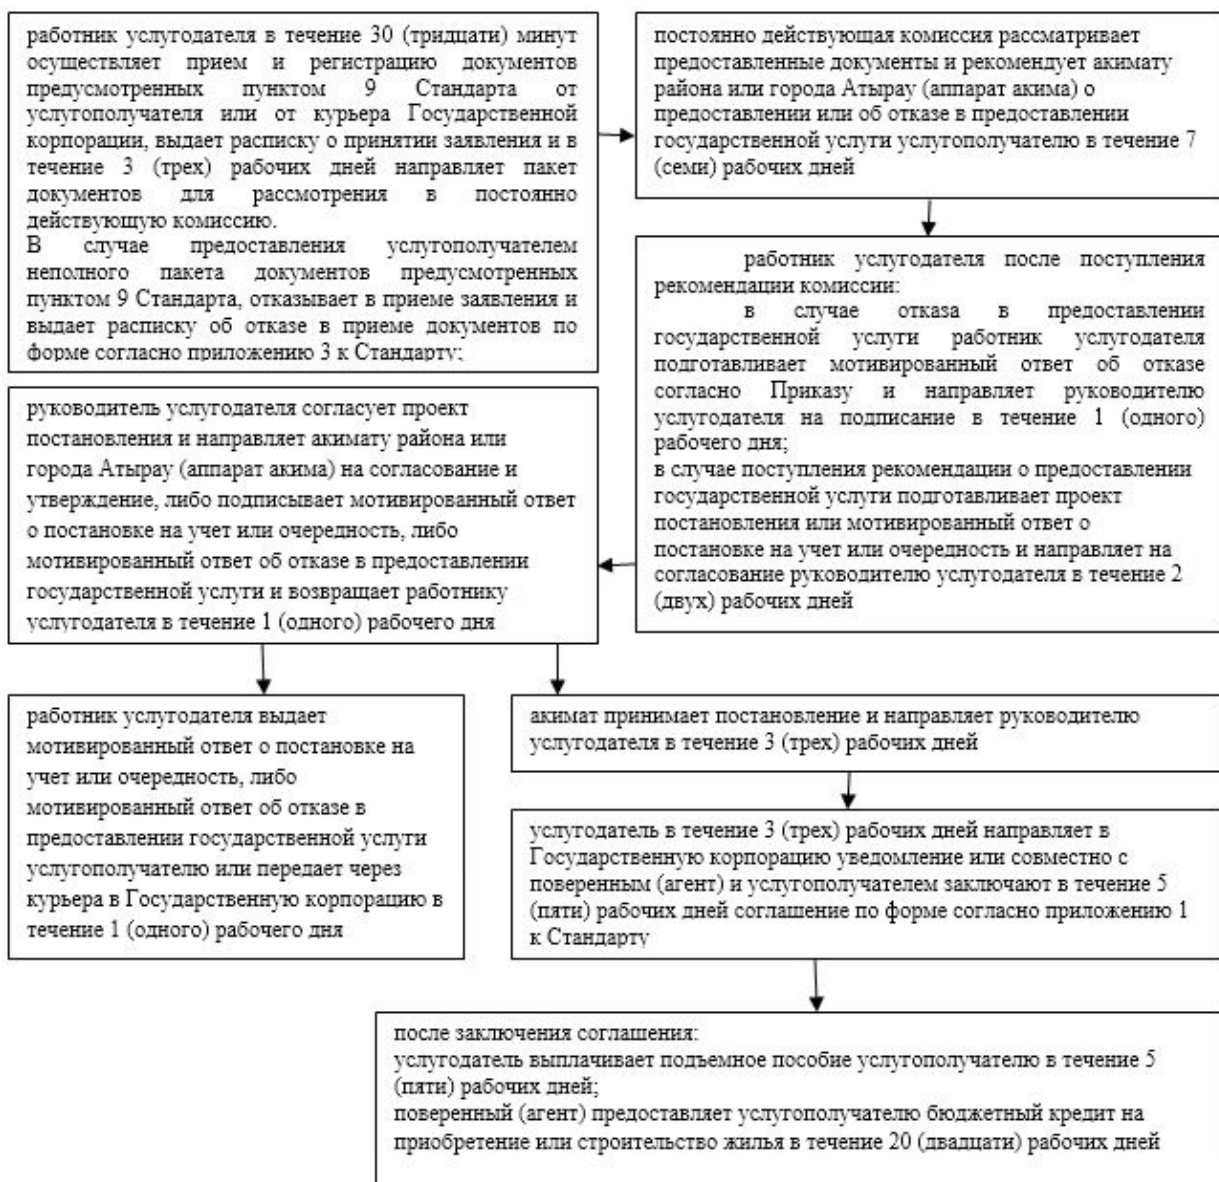 работник услугодателя в течение 30 (тридцати) минут
осуществляет прием и регистрацию документов
предусмотренных пунктом 9 Стандарта от
услугополучателя или от курьера Государственной
корпорации, выдает расписку о принятии заявления и в
течение 3 (трех) рабочих дней направляет пакет
документов для рассмотрения в постоянно
действующую комиссию.
В случае предоставления услугополучателем
неполного пакета документов предусмотренных
пунктом 9 Стандарта, отказывает в приеме заявления и
выдает расписку об отказе в приеме документов по
форме согласно приложению 3 к Стандарту;
постоянно действующая комиссия рассматривает
предоставленные документы и рекомендует акимату
района или города Атырау (аппарат акима) о
предоставлении или об отказе в предоставлении
государственной услуги услугополучателю в течение 7
(семи) рабочих дней
работник услугодателя после поступления
рекомендации комиссии:
в случае отказа в предоставлении
государственной услуги работник услугодателя
подготавливает мотивированный ответ об отказе
согласно Приказу и направляет руководителю
услугодателя на подписание в течение 1 (одного)
рабочего дня;
в случае поступления рекомендации о предоставлении
государственной услуги подготавливает проект
постановления или мотивированный ответ о
постановке на учет или очередность и направляет на
согласование руководителю услугодателя в течение 2
(двух) рабочих дней
руководитель услугодателя согласует проект
постановления и направляет акимату района или
города Атырау (аппарат акима) на согласование и
утверждение, либо подписывает мотивированный ответ
о постановке на учет или очередность, либо
мотивированный ответ об отказе в предоставлении
государственной услуги и возвращает работнику
услугодателя в течение 1 (одного) рабочего дня
работник услугодателя выдает
мотивированный ответ о постановке на
учет или очередность, либо
мотивированный ответ об отказе в
предоставлении государственной услуги
услугополучателю или передает через
курьера в Государственную корпорацию в
течение 1 (одного) рабочего дня
акимат принимает постановление и направляет руководителю
услугодателя в течение 3 (трех) рабочих дней
услугодатель в течение 3 (трех) рабочих дней направляет в
Государственную корпорацию уведомление или совместно с
поверенным (агент) и услугополучателем заключают в течение 5
(пяти) рабочих дней соглашение по форме согласно приложению 1
к Стандарту
после заключения соглашения:
услугодатель выплачивает подъемное пособие услугополучателю в течение 5
(пяти) рабочих дней;
поверенный (агент) предоставляет услугополучателю бюджетный кредит на
приобретение или строительство жилья в течение 20 (двадцати) рабочих дней